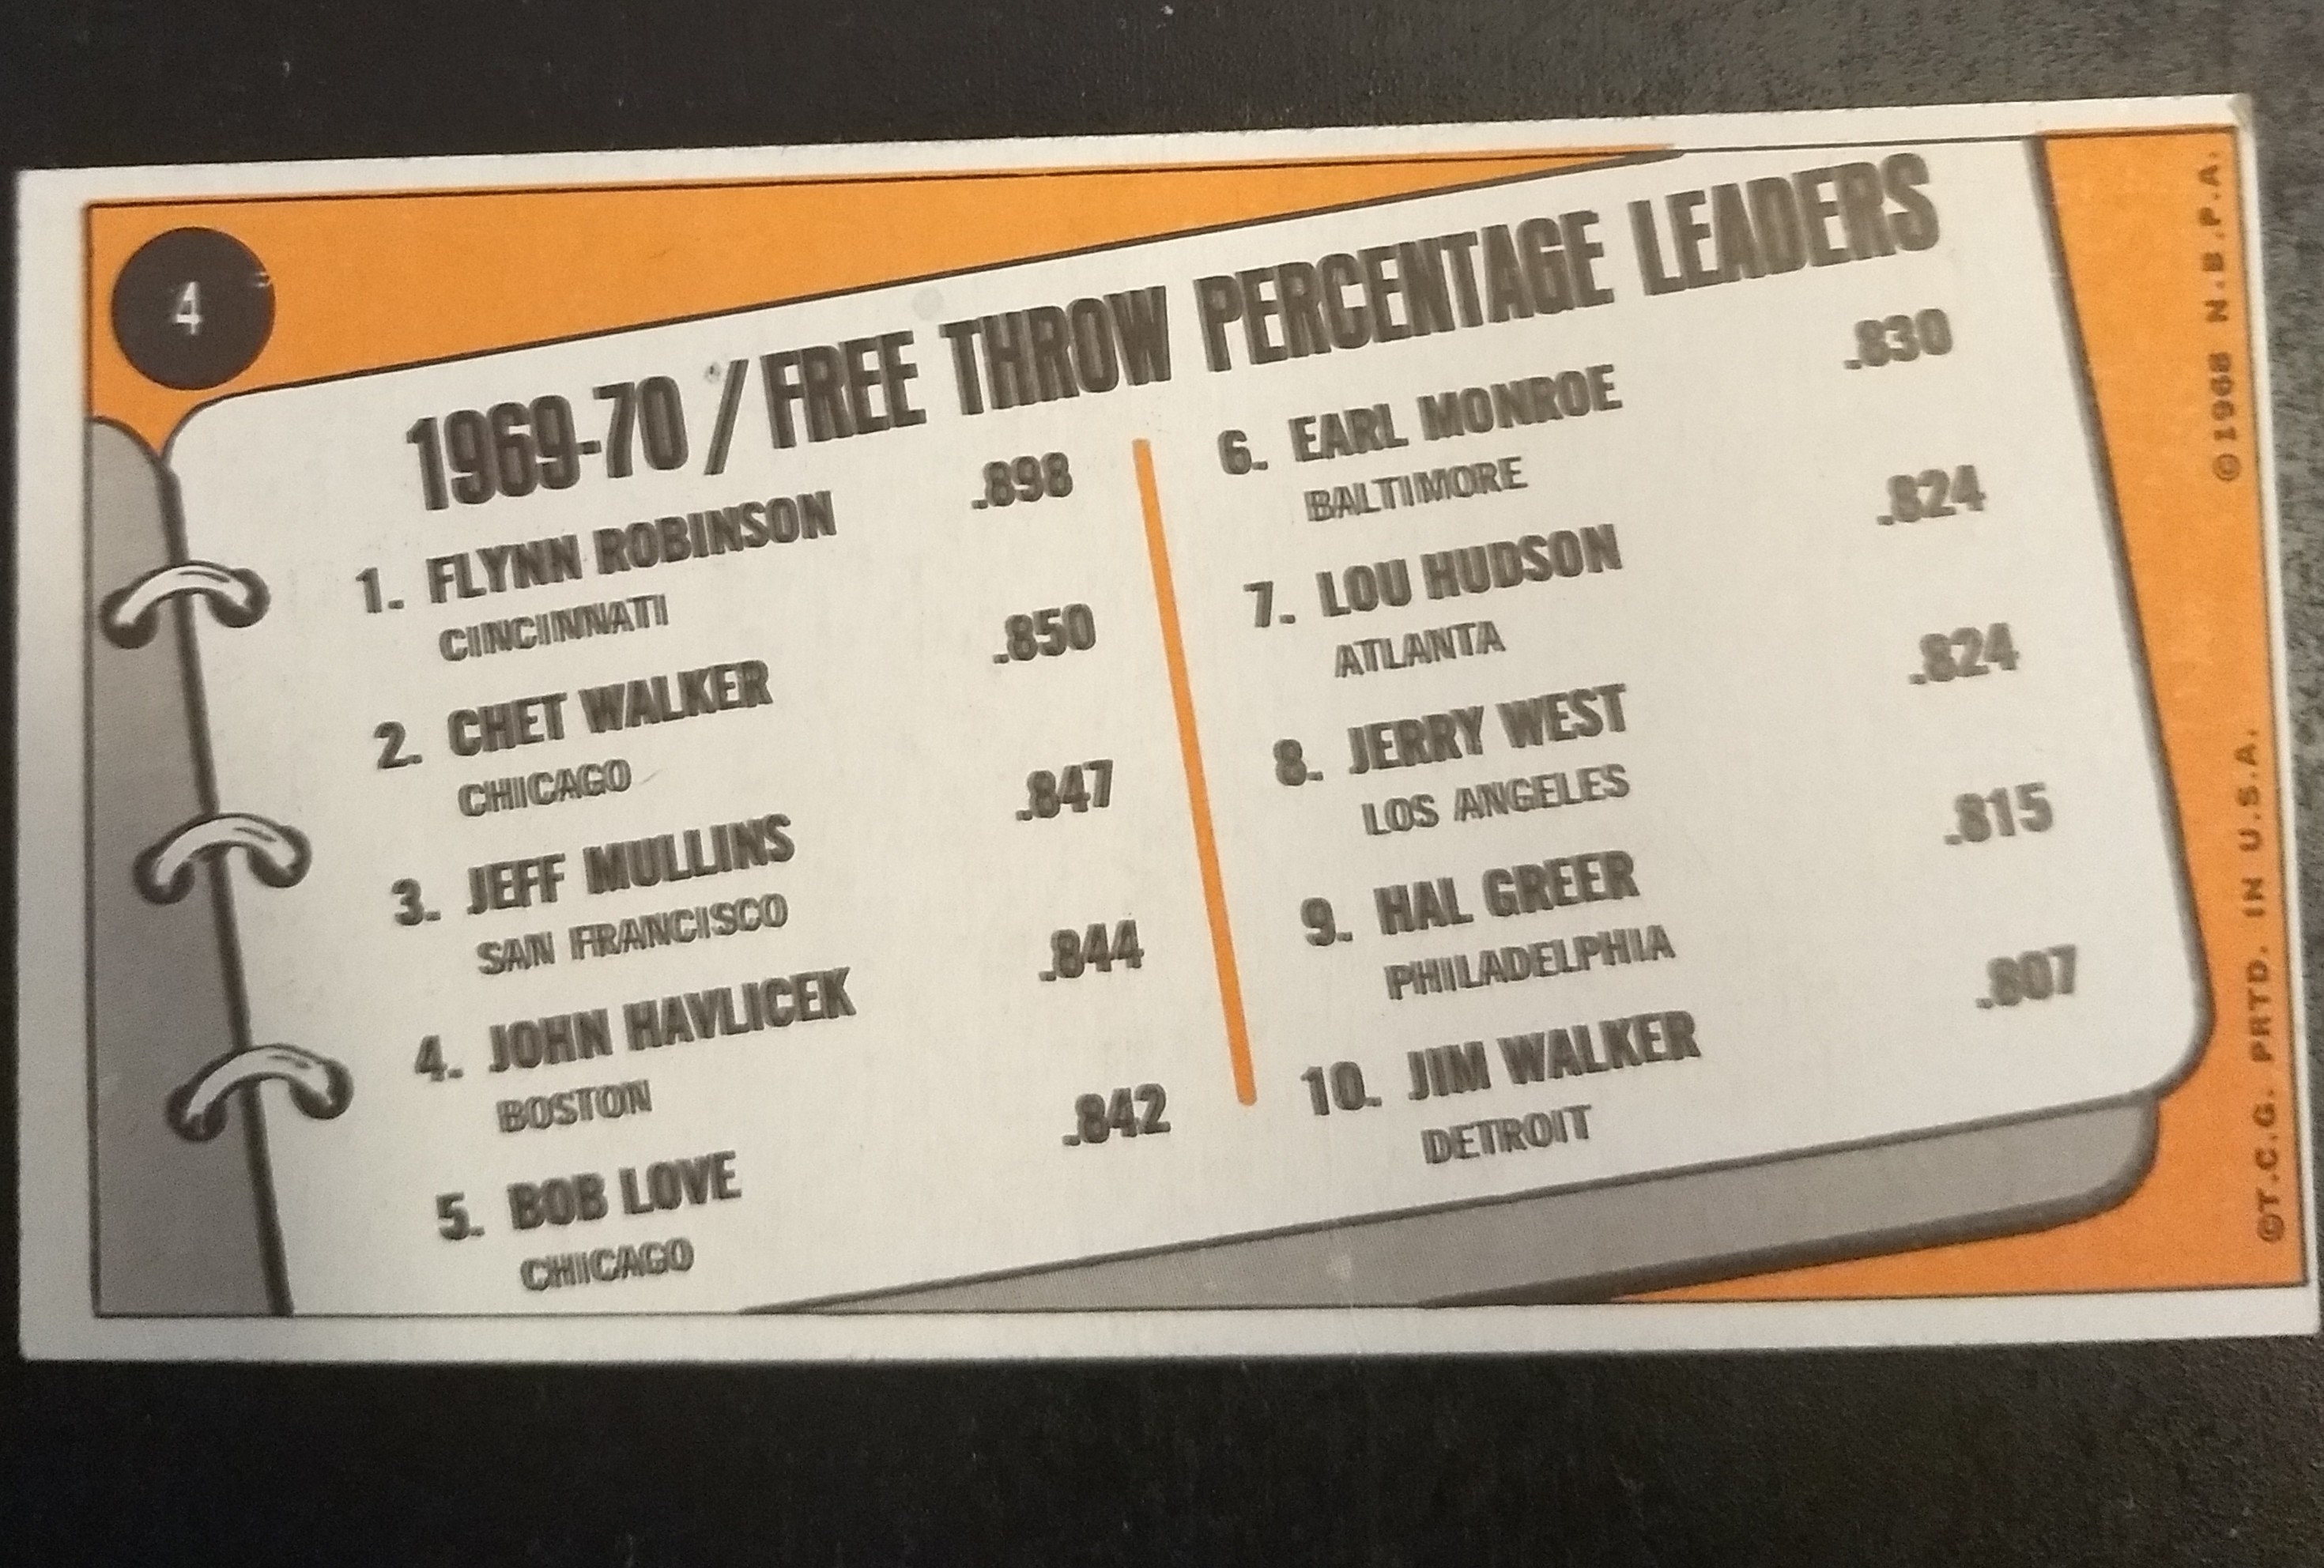 4
1969-70 / FREE THROW PERCENTAGE LEADERS
1. FLYNN ROBINSON .898
CINCINNATI
2. CHET WALKER .850
CHICAGO
3. JEFF MULLINS .847
SAN FRANCISCO
4. JOHN HAVLICEK .844
BOSTON
5. BOB LOVE .842
CHICAGO
6. EARL MONROE .830
BALTIMORE
7. LOU HUDSON .824
ATLANTA
8. JERRY WEST .824
LOS ANGELES
9. HAL GREER .815
PHILADELPHIA
10. JIM WALKER .807
DETROIT
©T.C.G. PRTD. IN U.S.A.
©1968 N.B.P.A.